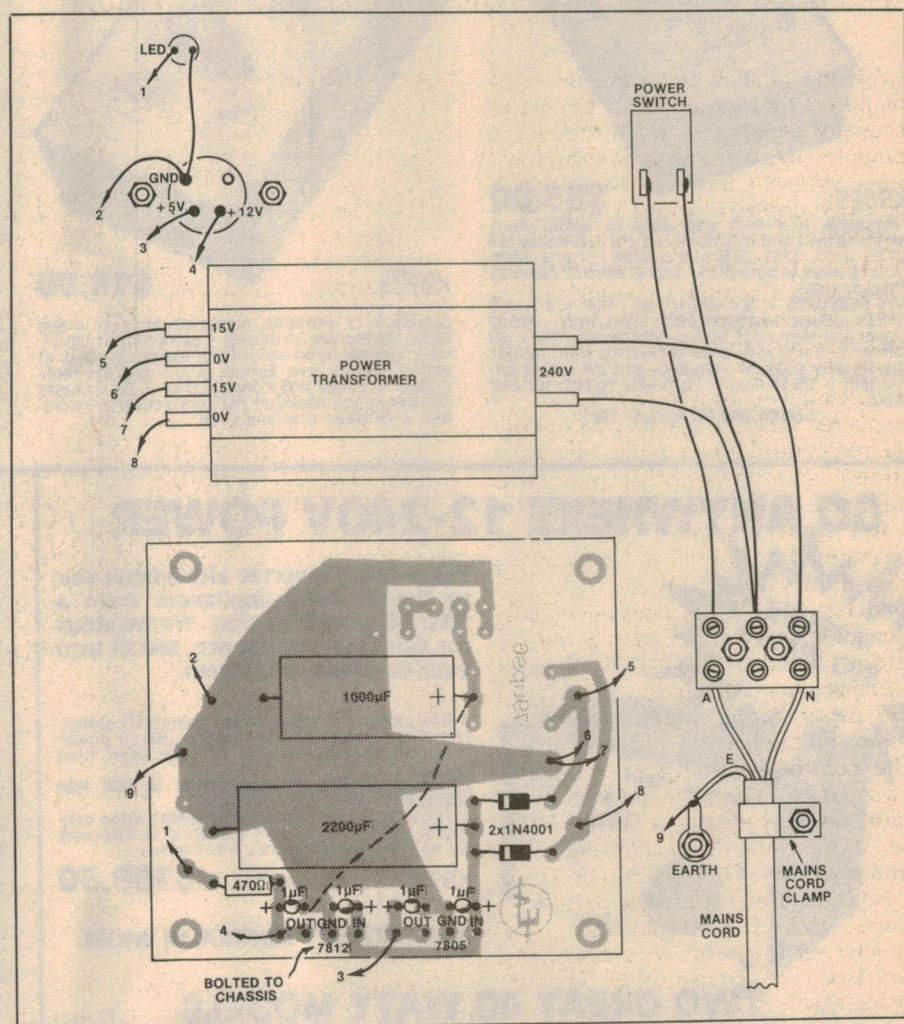 LED
1
POWER
SWITCH
GND
2
+5V
+12V
3
4
15V
0V
15V
0V
5
6
7
8
POWER
TRANSFORMER
240V
2
1000µF
+
5
6
7
9
2200µF
+
2x1N4001
8
1
470Ω
1µF
1µF
1µF
1µF
+
+
+
+
4
OUT
GND
IN
OUT
GND
IN
7812
7805
3
BOLTED TO
CHASSIS
EA
A
N
E
9
EARTH
MAINS
CORD
CLAMP
MAINS
CORD